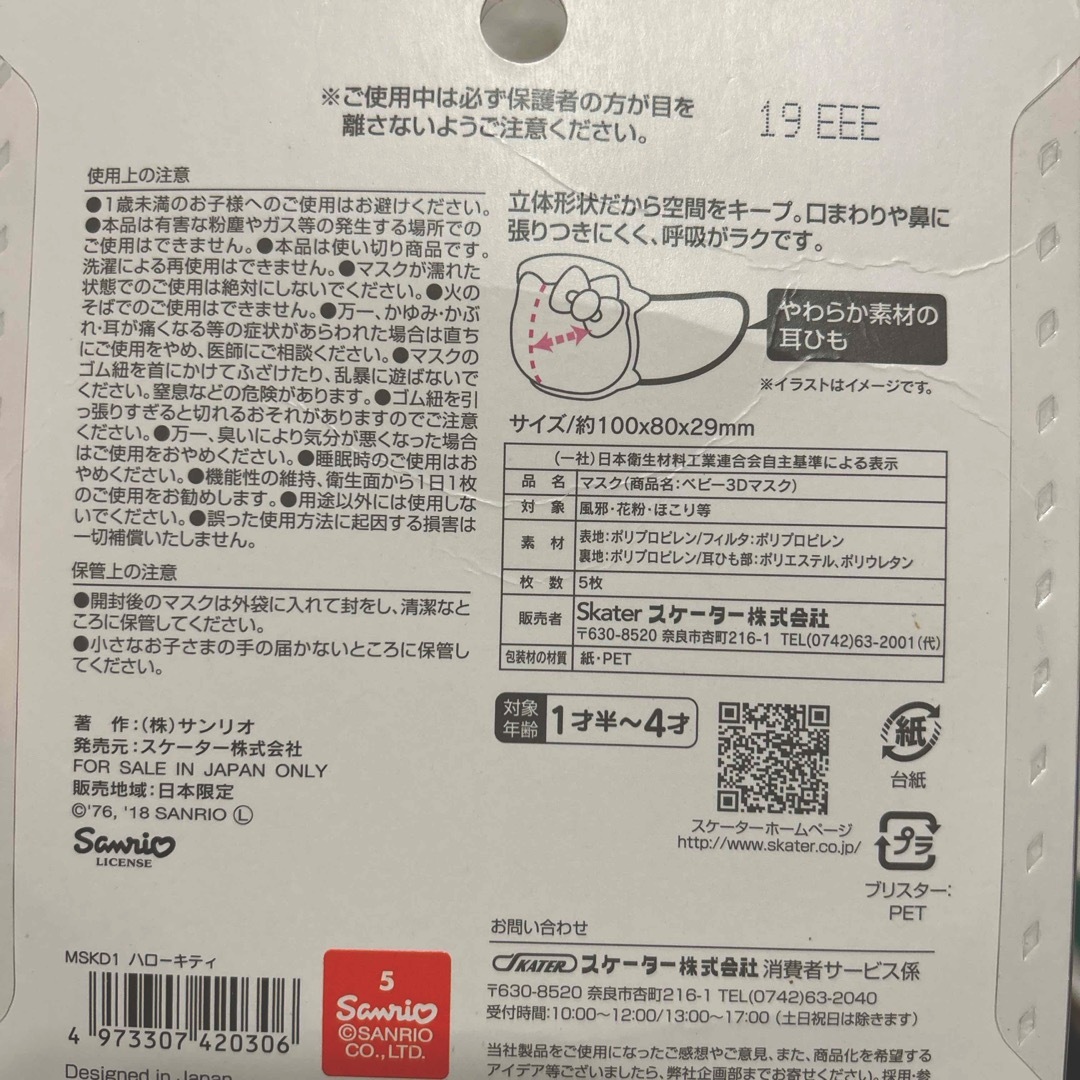 ※ご使用中は必ず保護者の方が目を
離さないようご注意ください。
19 EEE
使用上の注意
●1歳未満のお子様へのご使用はお避けください。
●本品は有害な粉塵やガス等の発生する場所での
ご使用はできません。●本品は使い切り商品です。
洗濯による再使用はできません。●マスクが濡れた
状態でのご使用は絶対にしないでください。●火の
そばでのご使用はできません。●万一、かゆみ・かぶ
れ・耳が痛くなる等の症状があらわれた場合は直ち
にご使用をやめ、医師にご相談ください。●マスクの
ゴム紐を首にかけてふざけたり、乱暴に遊ばないで
ください。窒息などの危険があります。●ゴム紐を引
っ張りすぎると切れるおそれがありますのでご注意
ください。●万一、臭いにより気分が悪くなった場合
はご使用をおやめください。●睡眠時のご使用はお
やめください。●機能性の維持、衛生面から1日1枚
のご使用をお勧めします。●用途以外には使用しな
いでください。●誤った使用方法に起因する損害は
一切補償いたしません。
保管上の注意
●開封後のマスクは外袋に入れて封をし、清潔なと
ころに保管してください。
●小さなお子さまの手の届かないところに保管し
てください。
著 作：（株）サンリオ
発売元：スケーター株式会社
FOR SALE IN JAPAN ONLY
販売地域：日本限定
©'76, '18 SANRIO Ⓛ
Sanrio
LICENSE
MSKD1 ハローキティ
4 973307 420306
Designed in Japan
5
Sanrio
©SANRIO
CO., LTD.
立体形状だから空間をキープ。口まわりや鼻に
張りつきにくく、呼吸がラクです。
やわらか素材の
耳ひも
※イラストはイメージです。
サイズ/約100x80x29mm
（一社）日本衛生材料工業連合会自主基準による表示
品 名 マスク（商品名：ベビー3Dマスク）
対 象 風邪・花粉・ほこり等
素 材 表地：ポリプロピレン/フィルタ：ポリプロピレン
裏地：ポリプロピレン/耳ひも部：ポリエステル、ポリウレタン
枚 数 5枚
販売者 Skater スケーター株式会社
〒630-8520 奈良市杏町216-1 TEL(0742)63-2001（代）
包装材の材質 紙・PET
対象
年齢
1才半〜4才
スケーターホームページ
http://www.skater.co.jp/
紙
台紙
プラ
ブリスター：
PET
お問い合わせ
SKATER スケーター株式会社 消費者サービス係
〒630-8520 奈良市杏町216-1 TEL(0742)63-2040
受付時間：10:00〜12:00/13:00〜17:00（土日祝日は除きます）
当社製品をご使用になったご感想やご意見、また、商品化を希望する
アイデア等ございましたら、弊社企画部までお寄せください。採用・参